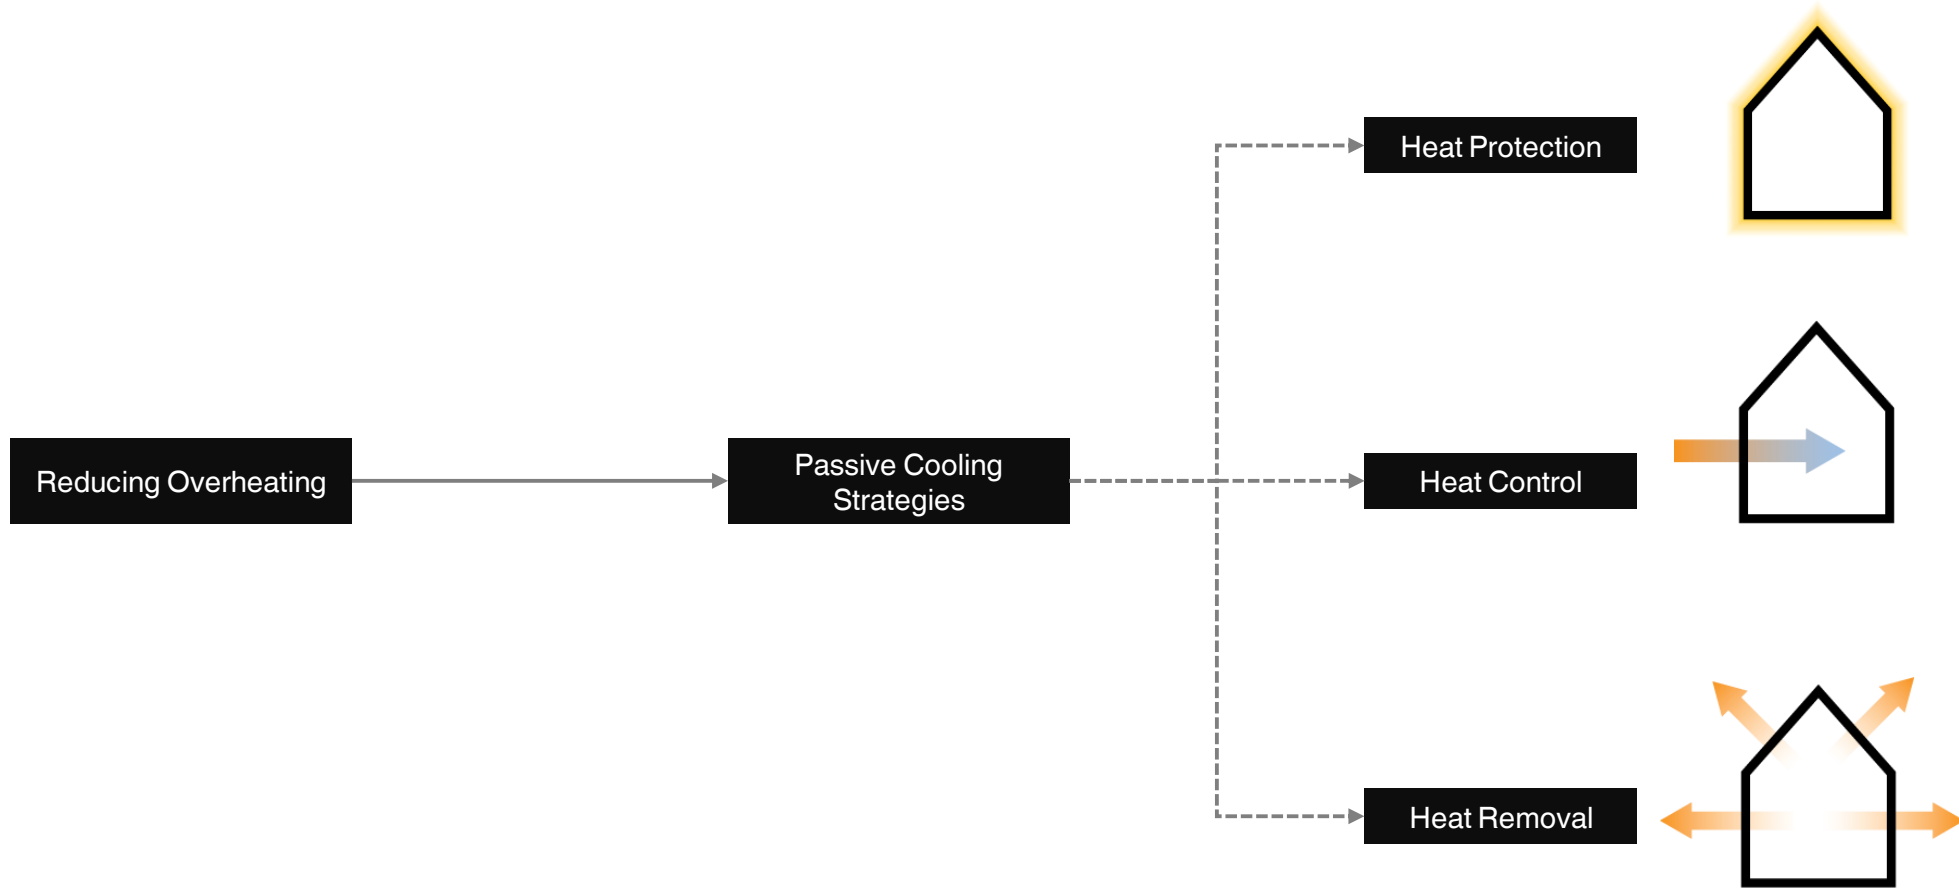 Reducing Overheating
Passive Cooling
Strategies
Heat Protection
Heat Control
Heat Removal